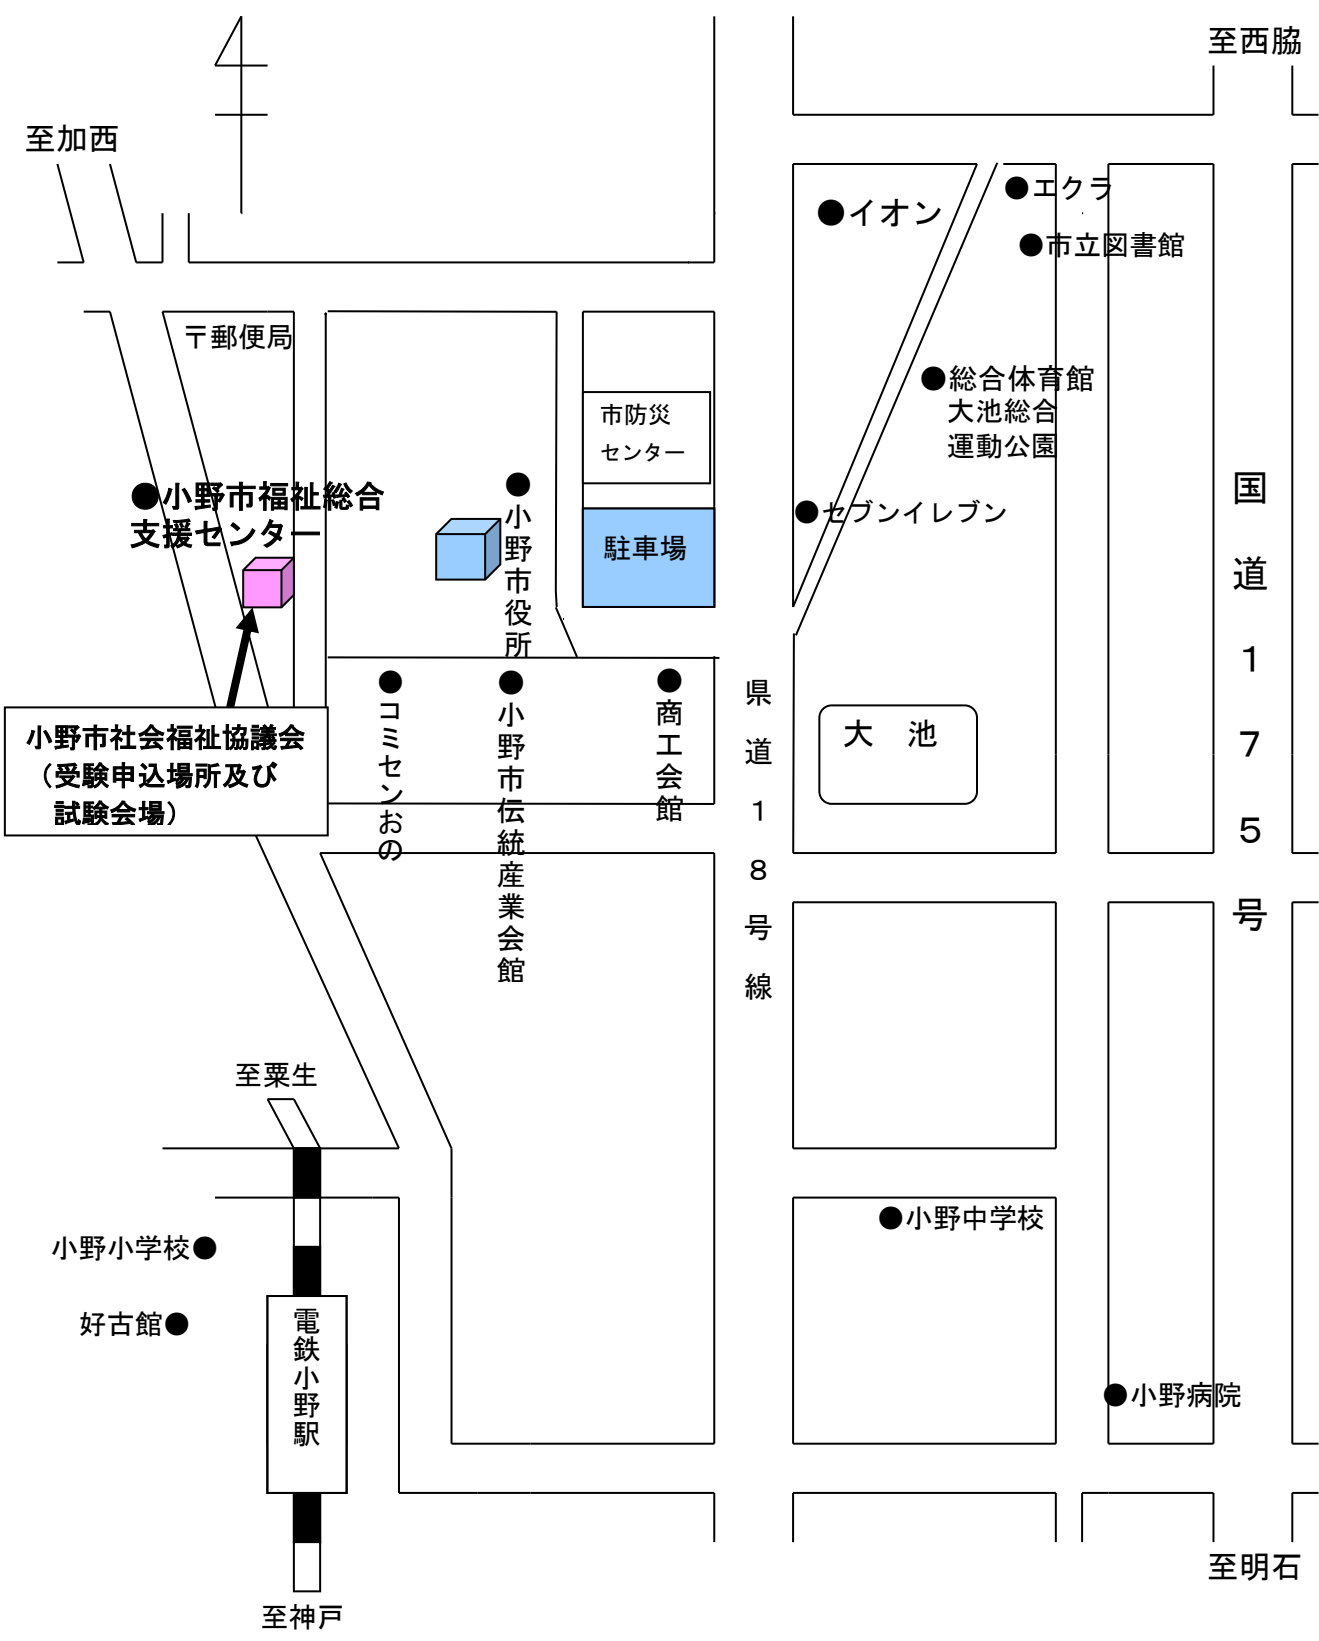 至西脇
至加西
●エクラ
●イオン
●市立図書館
〒郵便局
●総合体育館
大池総合
運動公園
市防災
センター
●小野市福祉総合
支援センター
●小野市役所
●セブンイレブン
駐車場
国道175号
●コミセンおの
●小野市伝統産業会館
●商工会館
県道18号線
大 池
小野市社会福祉協議会
(受験申込場所及び
試験会場)
至粟生
●小野中学校
小野小学校●
好古館●
電鉄小野駅
●小野病院
至明石
至神戸